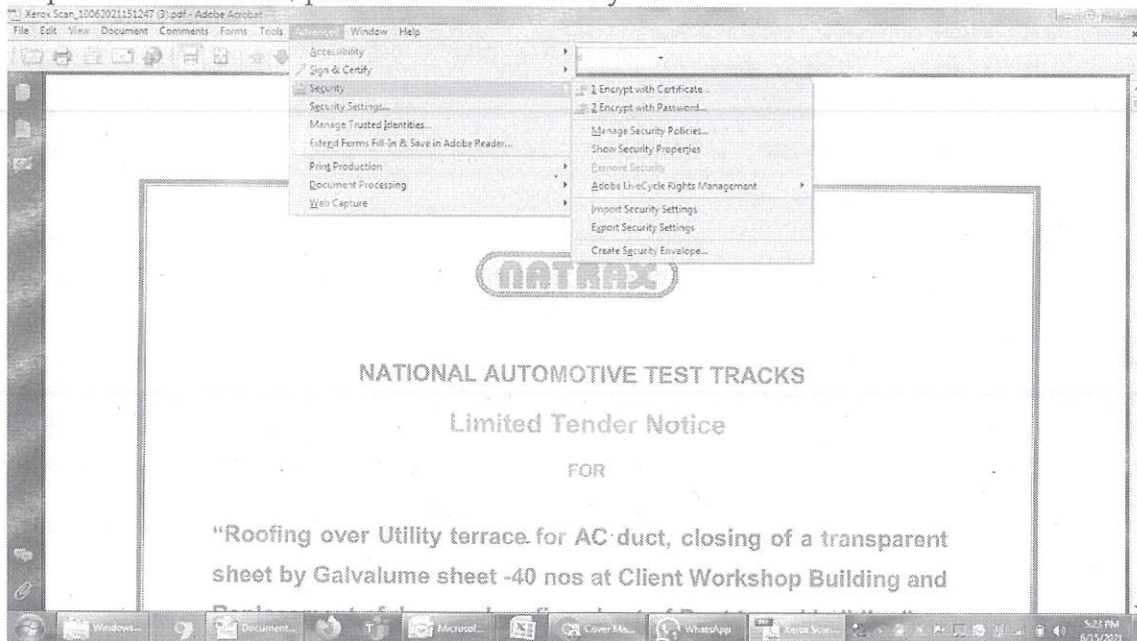 Xerox Scan_10062021151247 (3).pdf - Adobe Acrobat
File Edit View Document Comments Forms Tools Advanced Window Help
Accessibility
Sign & Certify
Security
Security Settings...
Manage Trusted Identities...
Extend Forms Fill-In & Save in Adobe Reader...
Print Production
Document Processing
Web Capture
1 Encrypt with Certificate...
2 Encrypt with Password...
Manage Security Policies...
Show Security Properties
Remove Security
Adobe LiveCycle Rights Management
Import Security Settings
Export Security Settings
Create Security Envelope...
NATRAX
NATIONAL AUTOMOTIVE TEST TRACKS
Limited Tender Notice
FOR
“Roofing over Utility terrace for AC duct, closing of a transparent
sheet by Galvalume sheet -40 nos at Client Workshop Building and
Windows... Document... Microsof... Cover Ma... WhatsApp Xerox Scan...
5:23 PM
6/15/2021